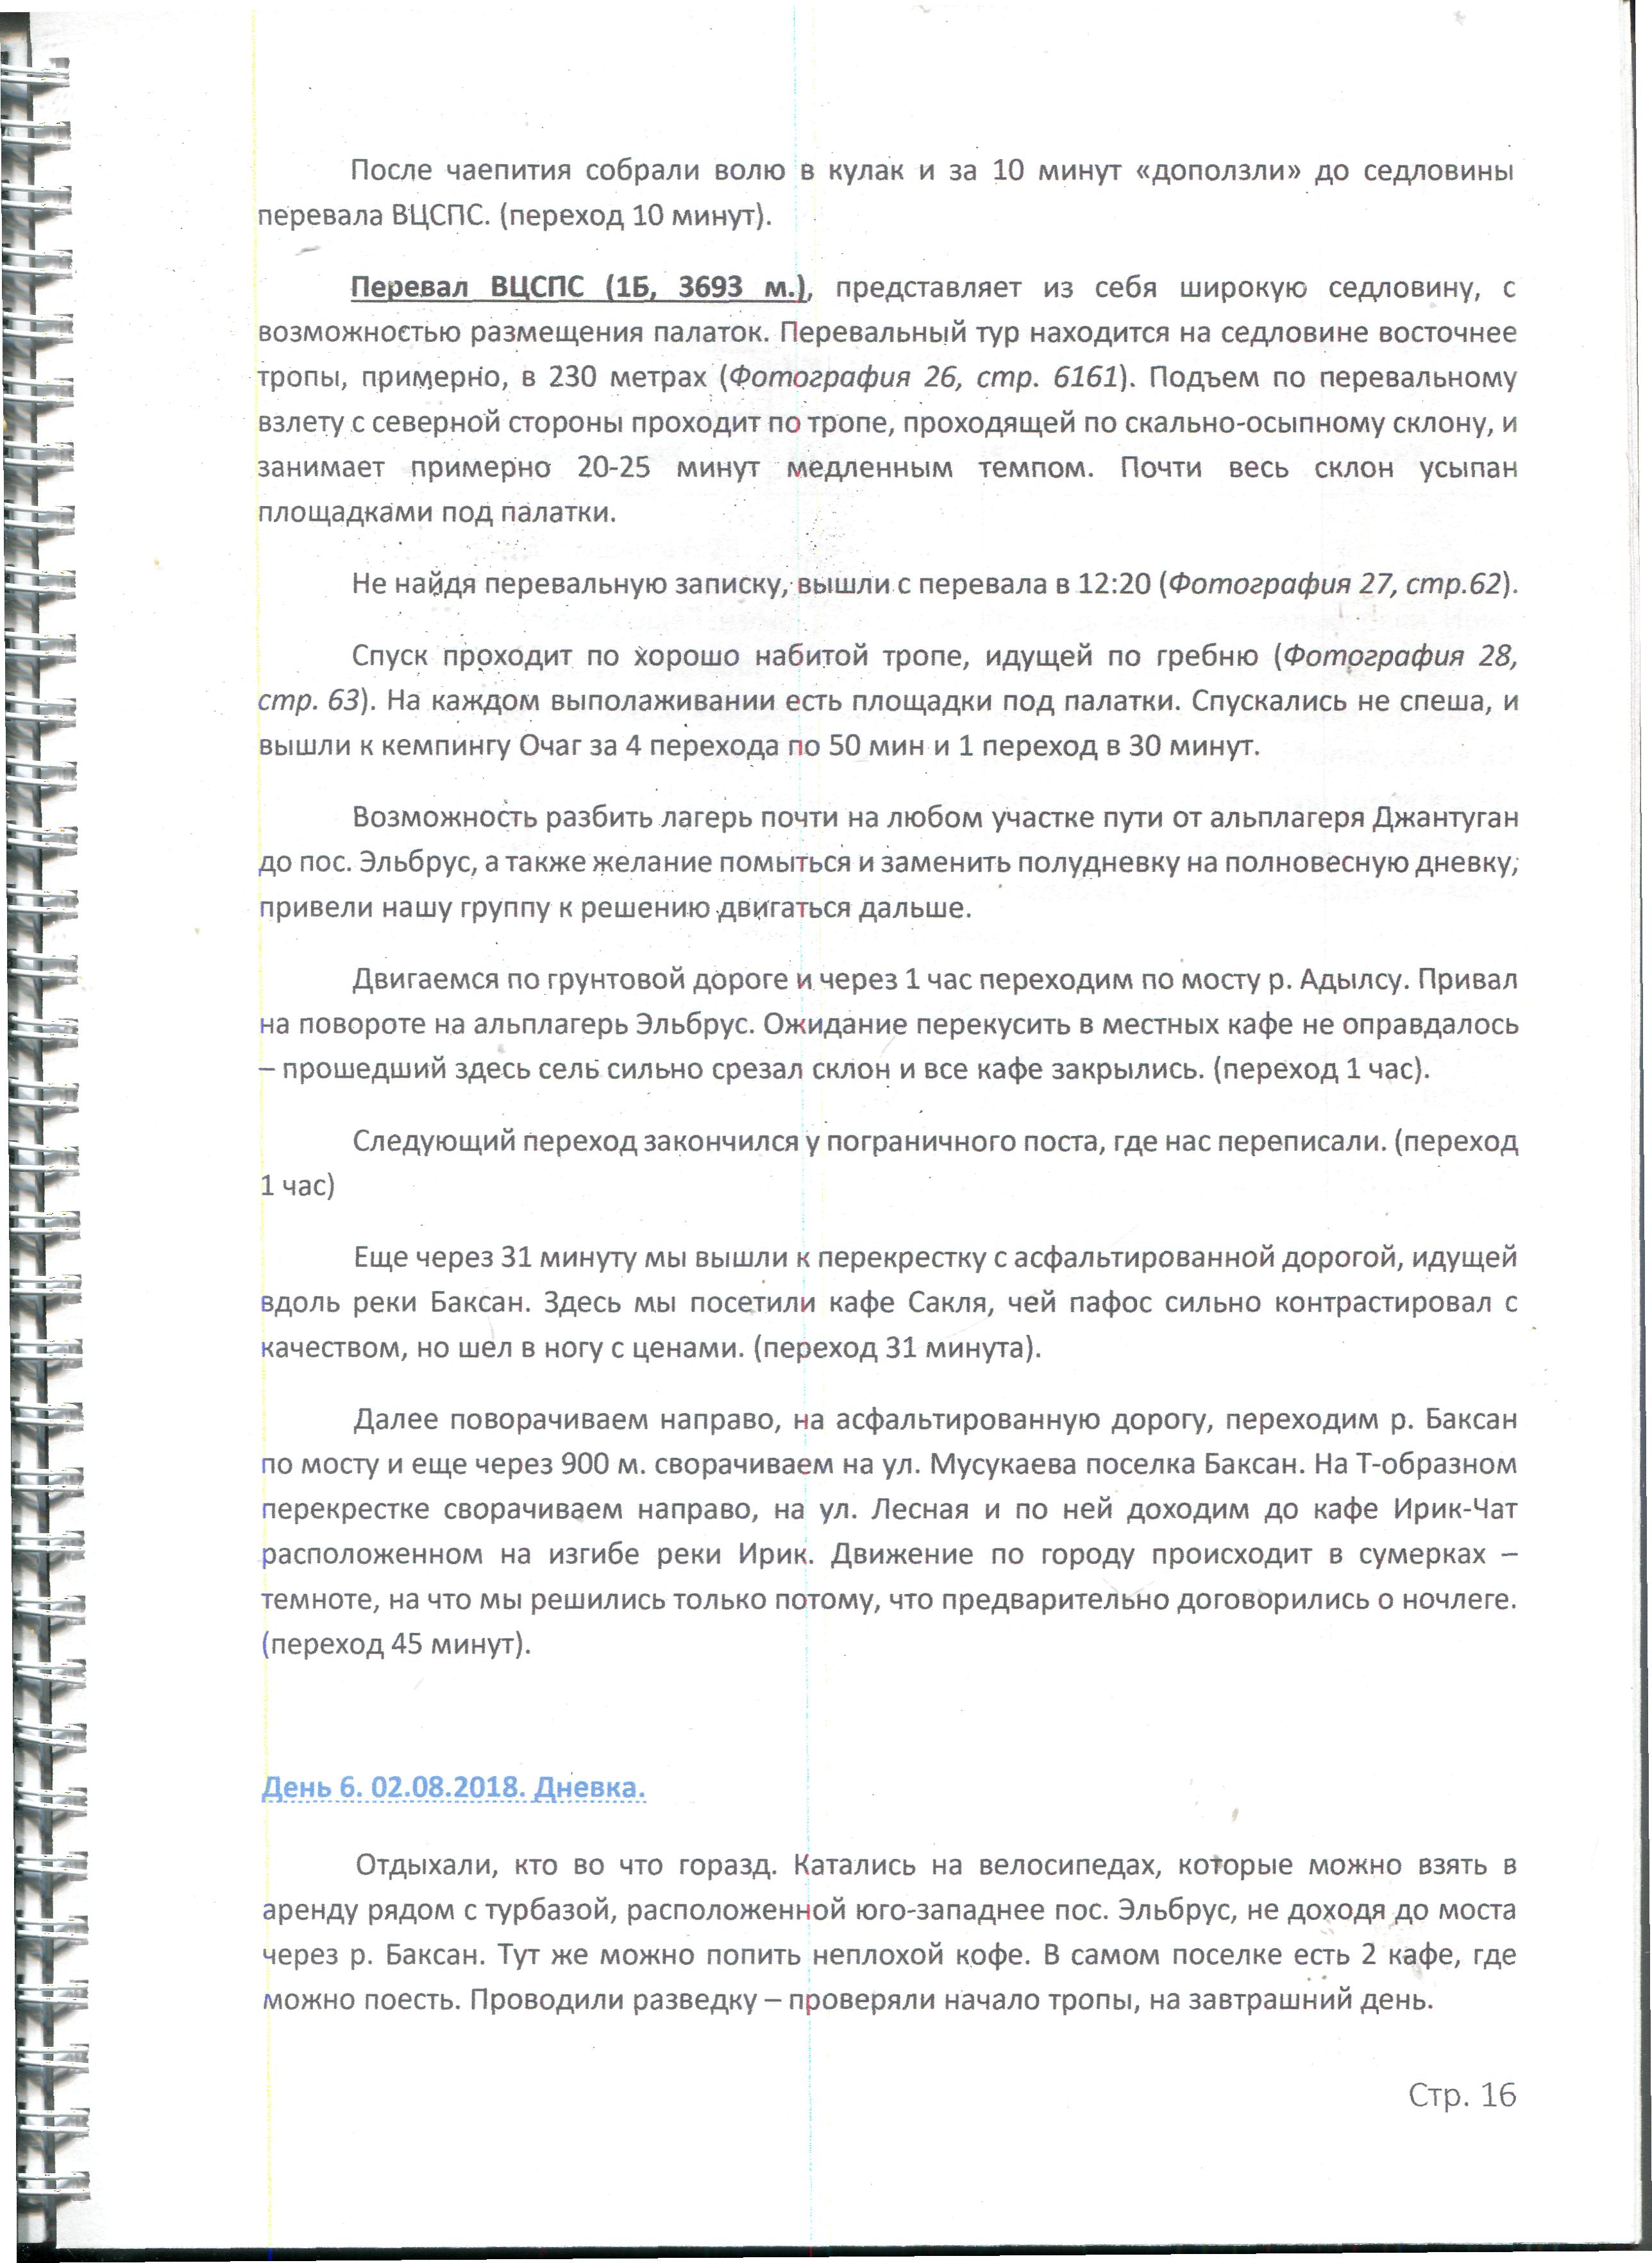 После чаепития собрали волю в кулак и за 10 минут «доползли» до седловины
перевала ВЦСПС. (переход 10 минут).
Перевал ВЦСПС (1Б, 3693 м.), представляет из себя широкую седловину, с
возможностью размещения палаток. Перевальный тур находится на седловине восточнее
тропы, примерно, в 230 метрах (Фотография 26, стр. 6161). Подъем по перевальному
взлету с северной стороны проходит по тропе, проходящей по скально-осыпному склону, и
занимает примерно 20-25 минут медленным темпом. Почти весь склон усыпан
площадками под палатки.
Не найдя перевальную записку, вышли с перевала в 12:20 (Фотография 27, стр.62).
Спуск проходит по хорошо набитой тропе, идущей по гребню (Фотография 28,
стр. 63). На каждом выполаживании есть площадки под палатки. Спускались не спеша, и
вышли к кемпингу Очаг за 4 перехода по 50 мин и 1 переход в 30 минут.
Возможность разбить лагерь почти на любом участке пути от альплагеря Джантуган
до пос. Эльбрус, а также желание помыться и заменить полудневку на полновесную дневку,
привели нашу группу к решению двигаться дальше.
Двигаемся по грунтовой дороге и через 1 час переходим по мосту р. Адылсу. Привал
на повороте на альплагерь Эльбрус. Ожидание перекусить в местных кафе не оправдалось
– прошедший здесь сель сильно срезал склон и все кафе закрылись. (переход 1 час).
Следующий переход закончился у пограничного поста, где нас переписали. (переход
1 час)
Еще через 31 минуту мы вышли к перекрестку с асфальтированной дорогой, идущей
вдоль реки Баксан. Здесь мы посетили кафе Сакля, чей пафос сильно контрастировал с
качеством, но шел в ногу с ценами. (переход 31 минута).
Далее поворачиваем направо, на асфальтированную дорогу, переходим р. Баксан
по мосту и еще через 900 м. сворачиваем на ул. Мусукаева поселка Баксан. На Т-образном
перекрестке сворачиваем направо, на ул. Лесная и по ней доходим до кафе Ирик-Чат
расположенном на изгибе реки Ирик. Движение по городу происходит в сумерках –
темноте, на что мы решились только потому, что предварительно договорились о ночлеге.
(переход 45 минут).
День 6. 02.08.2018. Дневка.
Отдыхали, кто во что горазд. Катались на велосипедах, которые можно взять в
аренду рядом с турбазой, расположенной юго-западнее пос. Эльбрус, не доходя до моста
через р. Баксан. Тут же можно попить неплохой кофе. В самом поселке есть 2 кафе, где
можно поесть. Проводили разведку – проверяли начало тропы, на завтрашний день.
Стр. 16